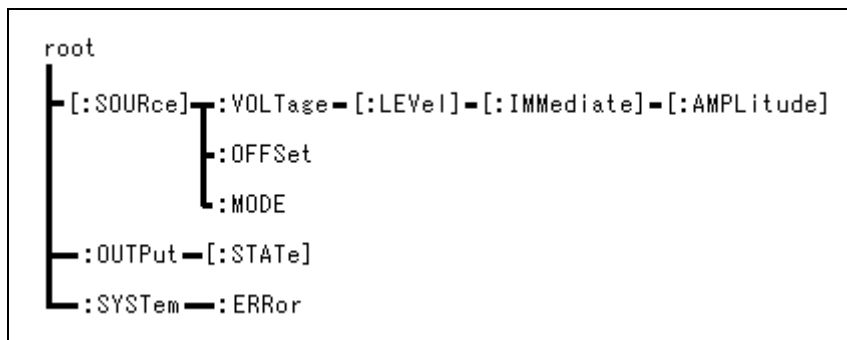 root
[:SOURce] :VOLTage [:LEVel] [:IMMediate] [:AMPLitude]
:OFFSet
:MODE
:OUTPut [:STATe]
:SYSTem :ERRor